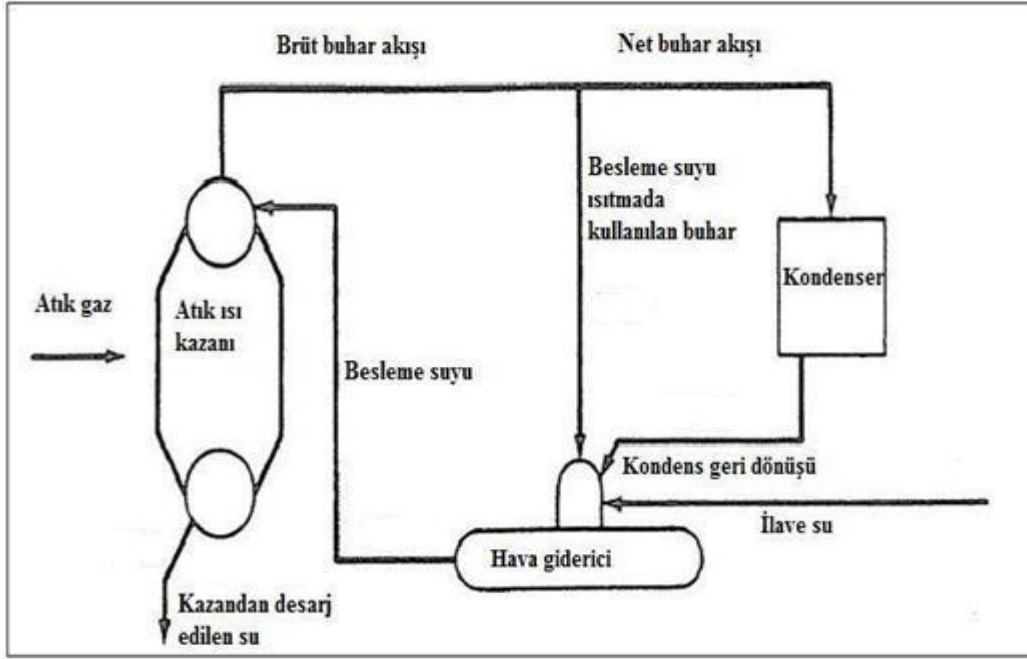 Brüt buhar akışı
Net buhar akışı
Besleme suyu
ısıtmada
kullanılan buhar
Kondenser
Atık gaz
Atık ısı
kazanı
Besleme suyu
Kondens geri dönüşü
İlave su
Hava giderici
Kazandan desarj
edilen su